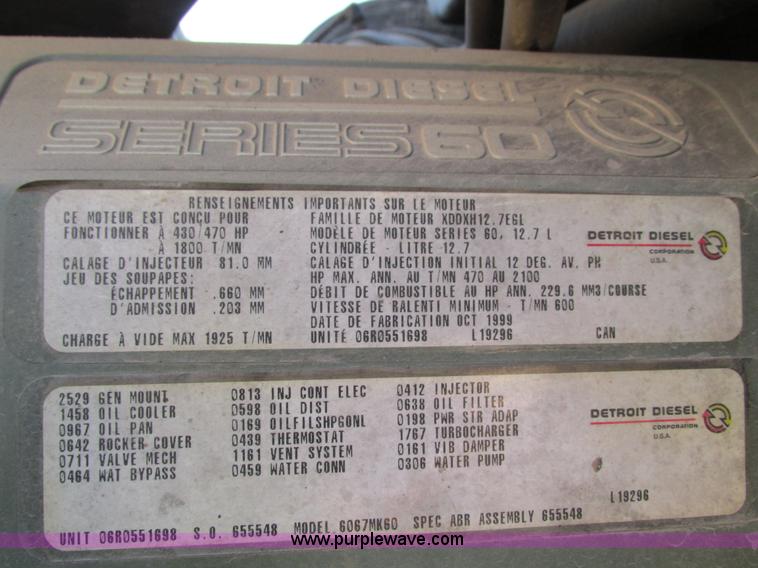 DETROIT DIESEL
SERIES 60
RENSEIGNEMENTS IMPORTANTS SUR LE MOTEUR
CE MOTEUR EST CONÇU POUR
FONCTIONNER À 430/470 HP
À 1800 T/MN
CALAGE D'INJECTEUR 81.0 MM
JEU DES SOUPAPES:
ÉCHAPPEMENT .660 MM
D'ADMISSION .203 MM
CHARGE À VIDE MAX 1925 T/MN
FAMILLE DE MOTEUR XDDXH12.7EGL
MODÈLE DE MOTEUR SERIES 60, 12.7 L
CYLINDRÉE - LITRE 12.7
CALAGE D'INJECTION INITIAL 12 DEG. AV. PH
HP MAX. ANN. AU T/MN 470 AU 2100
DÉBIT DE COMBUSTIBLE AU HP ANN. 229.6 MM3/COURSE
VITESSE DE RALENTI MINIMUM - T/MN 600
DATE DE FABRICATION OCT 1999
UNITÉ 06R0551698 L19296 CAN
DETROIT DIESEL
CORPORATION
U.S.A.
2529 GEN MOUNT
1458 OIL COOLER
0967 OIL PAN
0642 ROCKER COVER
0711 VALVE MECH
0464 WAT BYPASS
0813 INJ CONT ELEC
0598 OIL DIST
0169 OILFILSHPGONL
0439 THERMOSTAT
1161 VENT SYSTEM
0459 WATER CONN
0412 INJECTOR
0638 OIL FILTER
0198 PWR STR ADAP
1767 TURBOCHARGER
0161 VIB DAMPER
0306 WATER PUMP
DETROIT DIESEL
CORPORATION
U.S.A.
L19296
UNIT 06R0551698 S.O. 655548 MODEL 6067MK60 SPEC ABR ASSEMBLY 655548
www.purplewave.com